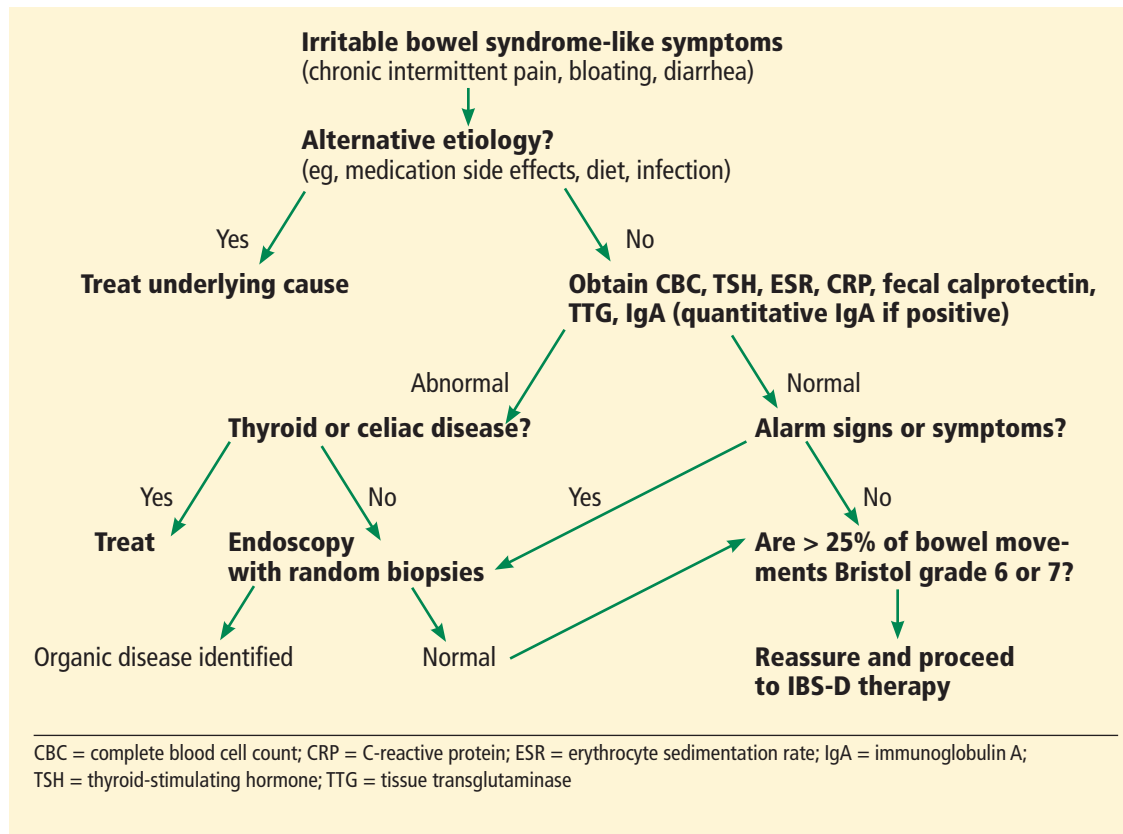 Irritable bowel syndrome-like symptoms
(chronic intermittent pain, bloating, diarrhea)
Alternative etiology?
(eg, medication side effects, diet, infection)
Yes
No
Treat underlying cause
Obtain CBC, TSH, ESR, CRP, fecal calprotectin,
TTG, IgA (quantitative IgA if positive)
Abnormal
Normal
Thyroid or celiac disease?
Alarm signs or symptoms?
Yes
No
Yes
No
Treat
Endoscopy
with random biopsies
Are > 25% of bowel move-
ments Bristol grade 6 or 7?
Organic disease identified
Normal
Reassure and proceed
to IBS-D therapy
CBC = complete blood cell count; CRP = C-reactive protein; ESR = erythrocyte sedimentation rate; IgA = immunoglobulin A;
TSH = thyroid-stimulating hormone; TTG = tissue transglutaminase